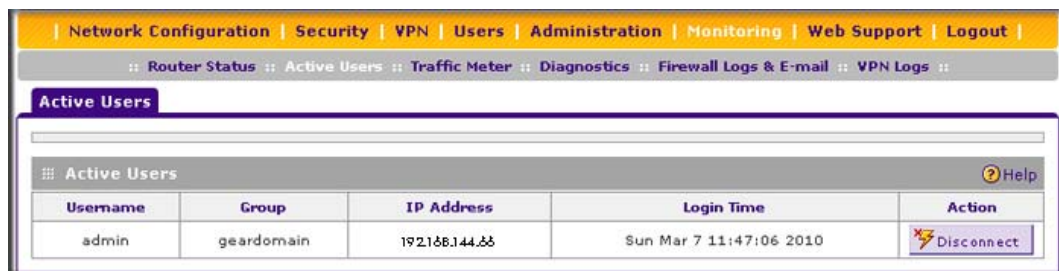 | Network Configuration | Security | VPN | Users | Administration | Monitoring | Web Support | Logout |
:: Router Status :: Active Users :: Traffic Meter :: Diagnostics :: Firewall Logs & E-mail :: VPN Logs ::
Active Users
Active Users ?Help
Username Group IP Address Login Time Action
admin geardomain 192.168.144.66 Sun Mar 7 11:47:06 2010 Disconnect